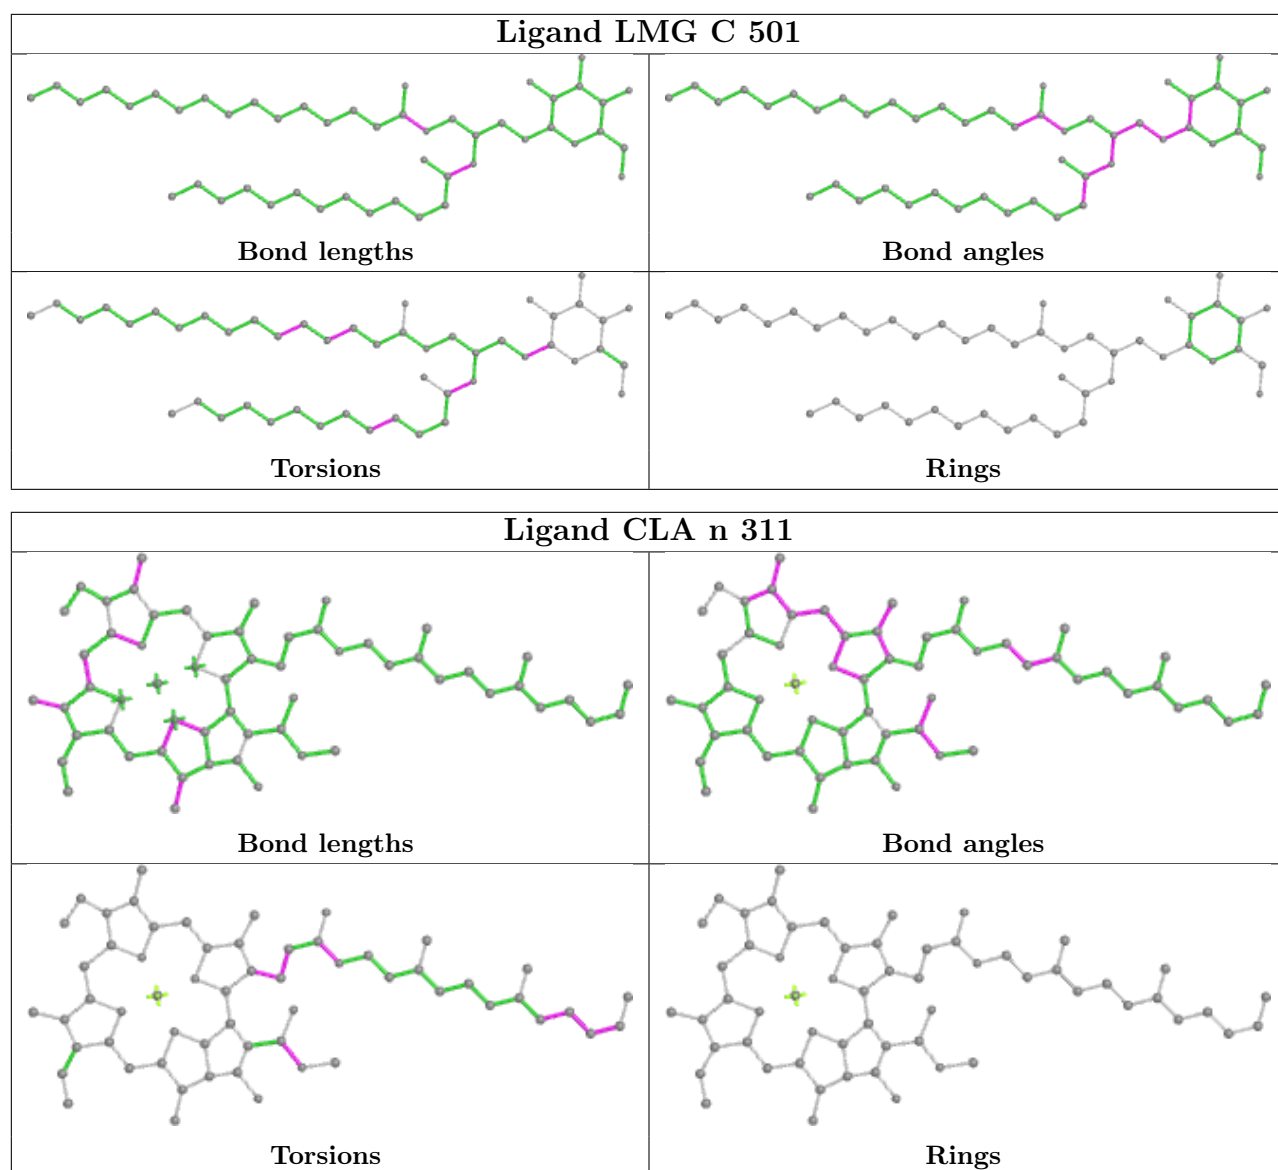 Ligand LMG C 501
Bond lengths
Bond angles
Torsions
Rings
Ligand CLA n 311
Bond lengths
Bond angles
Torsions
Rings